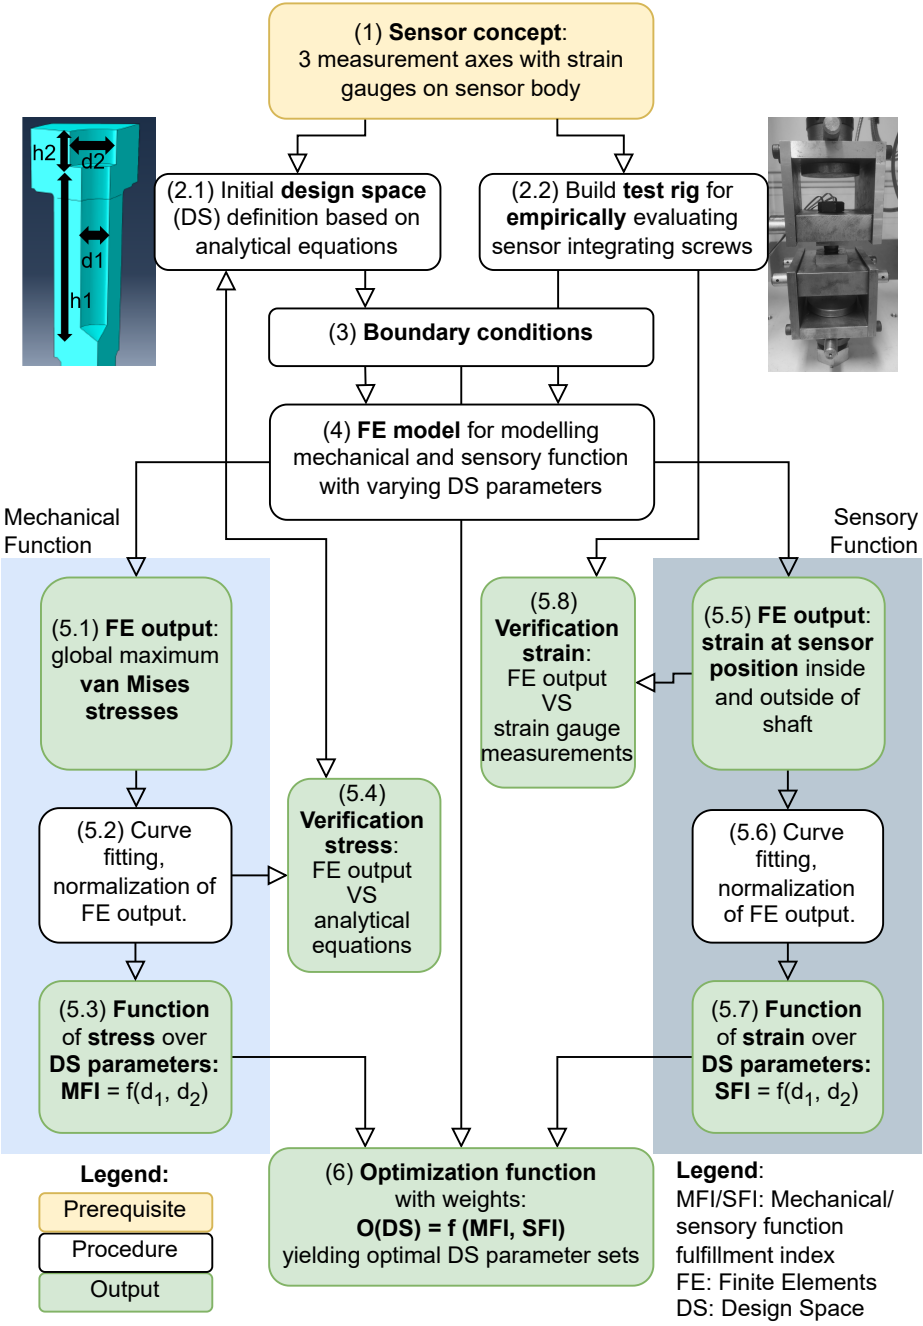 (1) Sensor concept:
3 measurement axes with strain
gauges on sensor body
h2
d2
d1
h1
(2.1) Initial design space
(DS) definition based on
analytical equations
(2.2) Build test rig for
empirically evaluating
sensor integrating screws
(3) Boundary conditions
(4) FE model for modelling
mechanical and sensory function
with varying DS parameters
Mechanical
Function
Sensory
Function
(5.1) FE output:
global maximum
van Mises
stresses
(5.8)
Verification
strain:
FE output
VS
strain gauge
measurements
(5.5) FE output:
strain at sensor
position inside
and outside of
shaft
(5.2) Curve
fitting,
normalization of
FE output.
(5.4)
Verification
stress:
FE output
VS
analytical
equations
(5.6) Curve
fitting,
normalization
of FE output.
(5.3) Function
of stress over
DS parameters:
MFI = f(d1, d2)
(5.7) Function
of strain over
DS parameters:
SFI = f(d1, d2)
(6) Optimization function
with weights:
O(DS) = f (MFI, SFI)
yielding optimal DS parameter sets
Legend:
Prerequisite
Procedure
Output
Legend:
MFI/SFI: Mechanical/
sensory function
fulfillment index
FE: Finite Elements
DS: Design Space